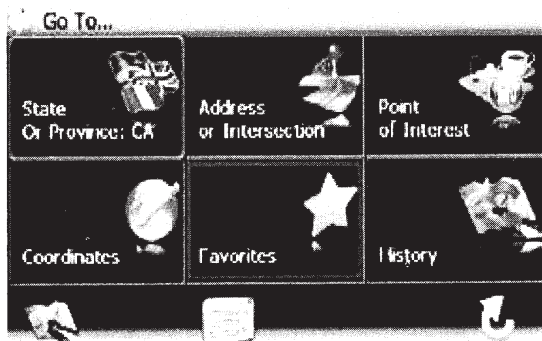 Go To...
State
Or Province: CA
Address
or Intersection
Point
of Interest
Coordinates
Favorites
History